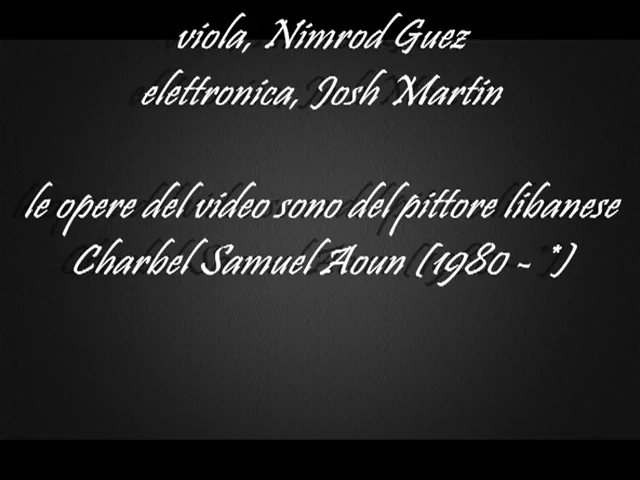 viola, Nimrod Guez
elettronica, Josh Martin
le opere del video sono del pittore libanese
Charbel Samuel Aoun (1980 - *)